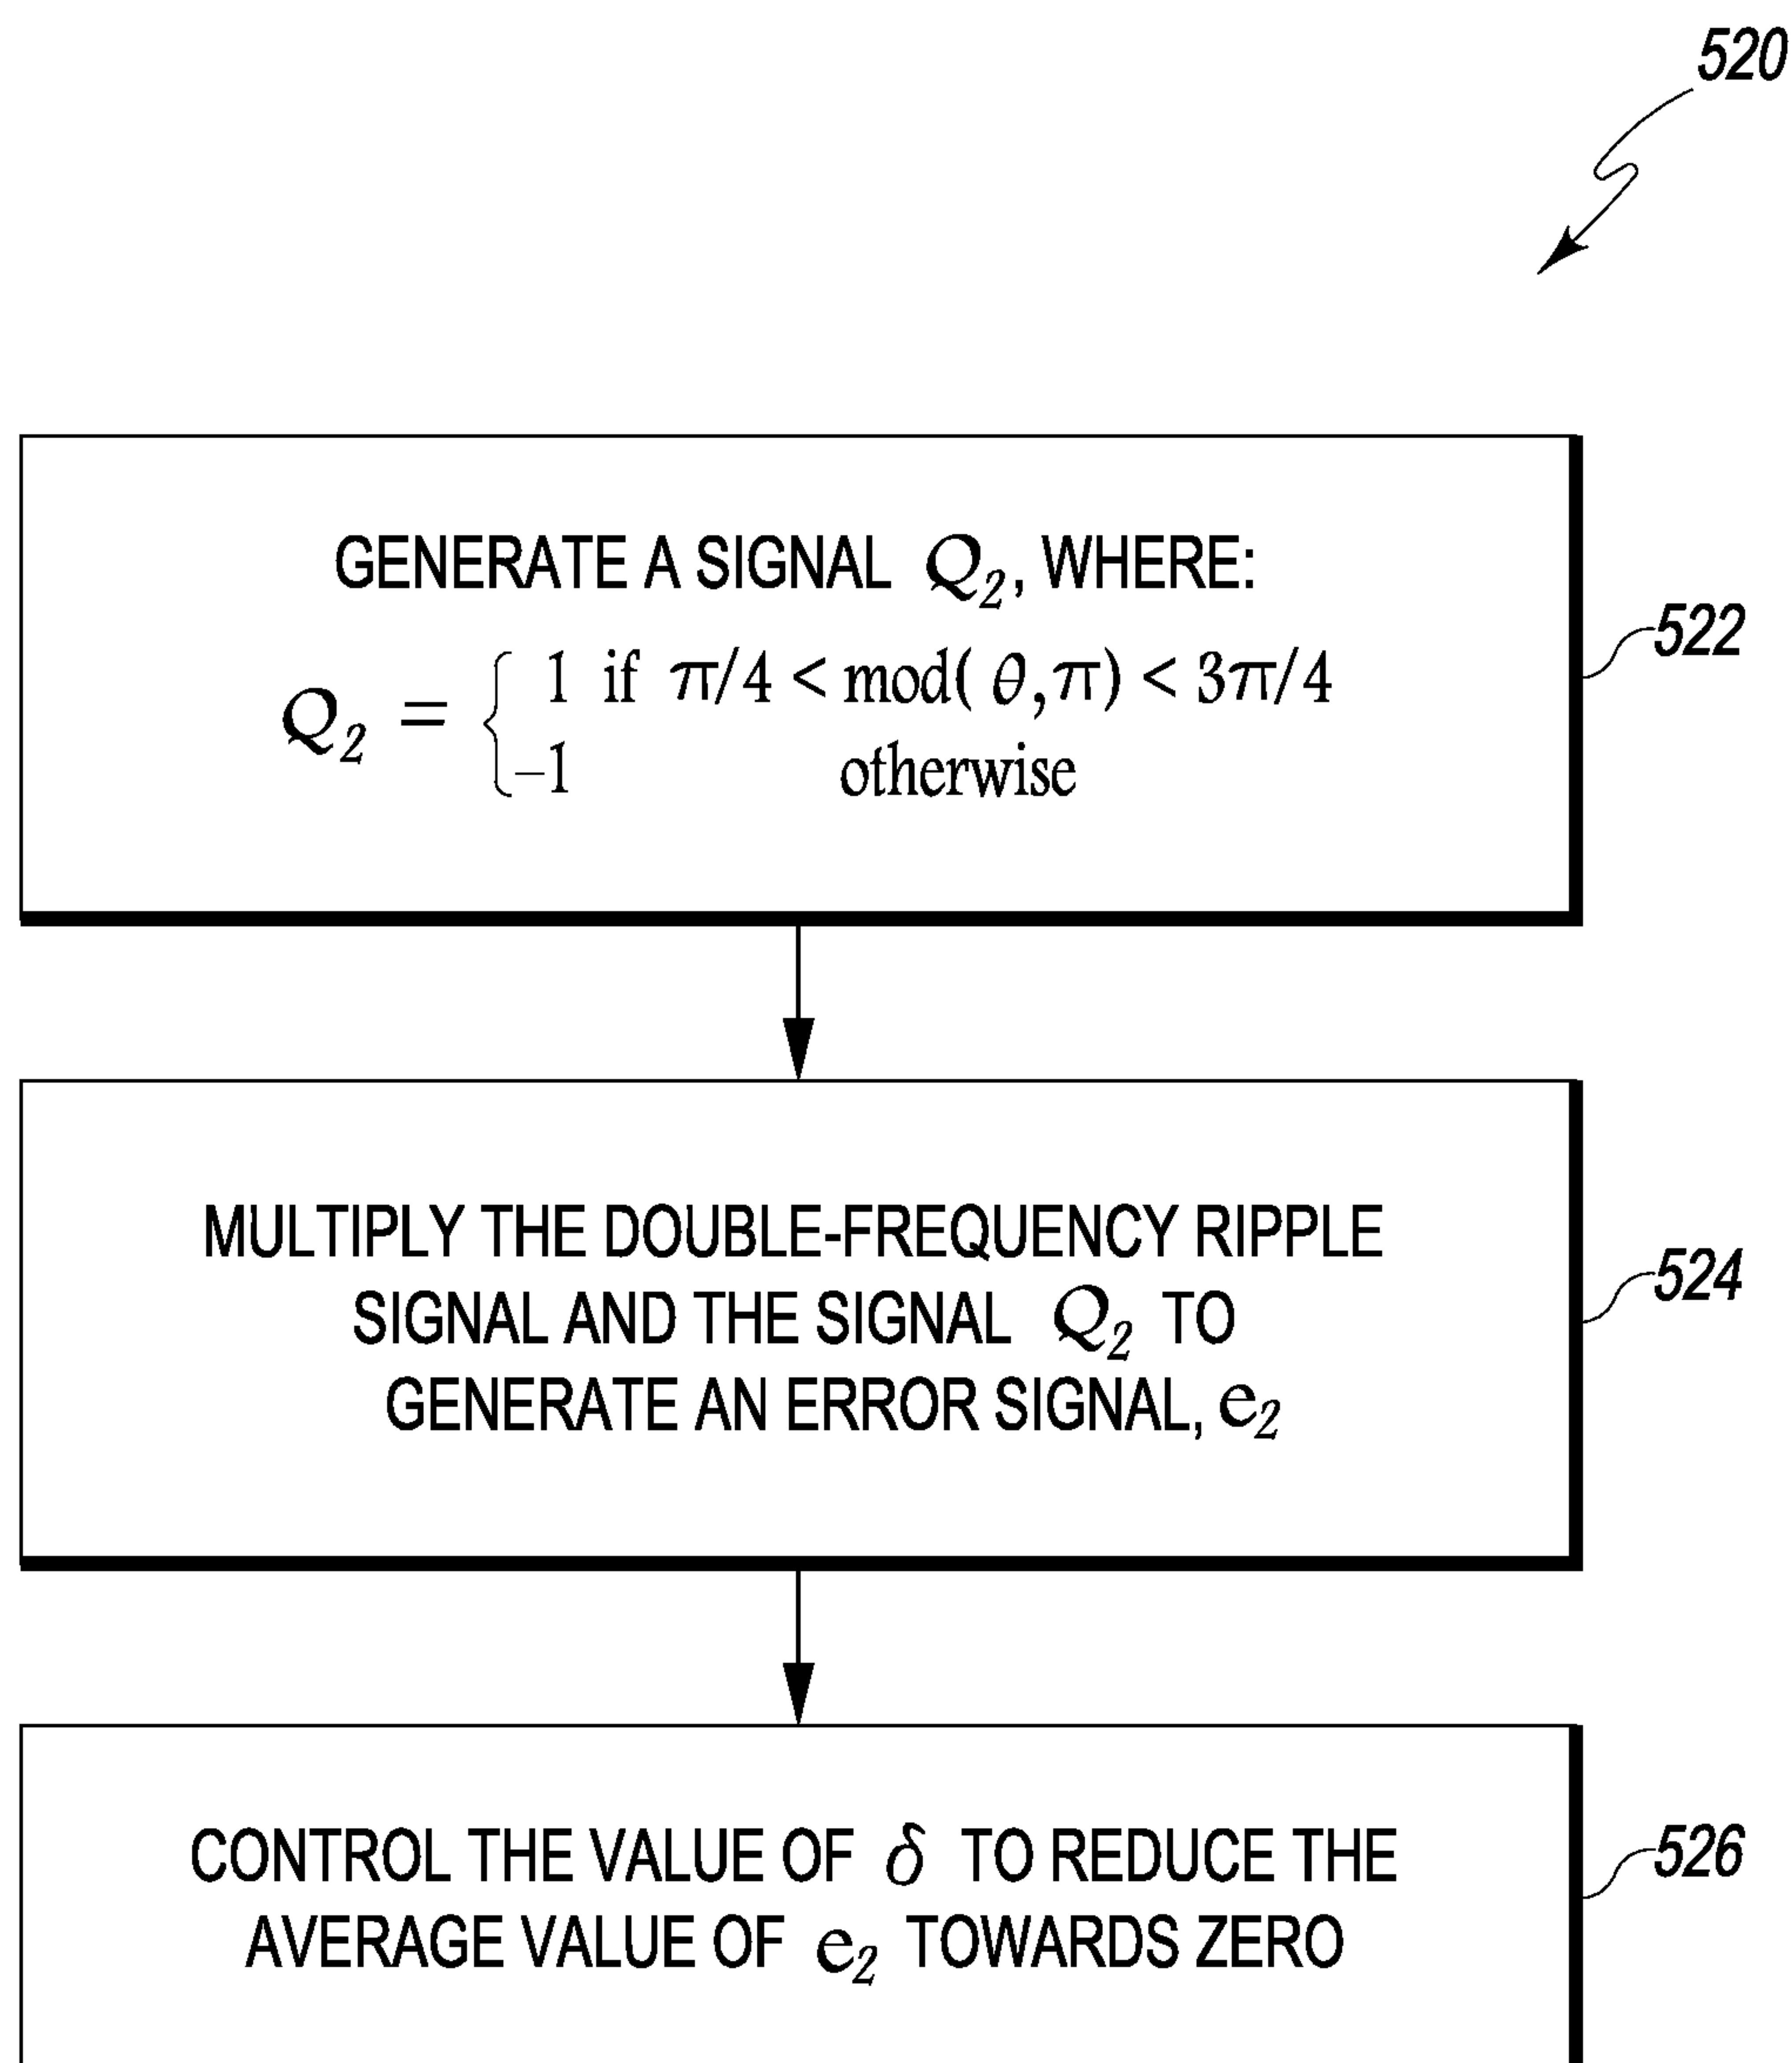 520
GENERATE A SIGNAL Q₂, WHERE:
Q₂ = { 1 if π/4 < mod( θ, π) < 3π/4
–1 otherwise
522
MULTIPLY THE DOUBLE-FREQUENCY RIPPLE
SIGNAL AND THE SIGNAL Q₂ TO
GENERATE AN ERROR SIGNAL, e₂
524
CONTROL THE VALUE OF δ TO REDUCE THE
AVERAGE VALUE OF e₂ TOWARDS ZERO
526